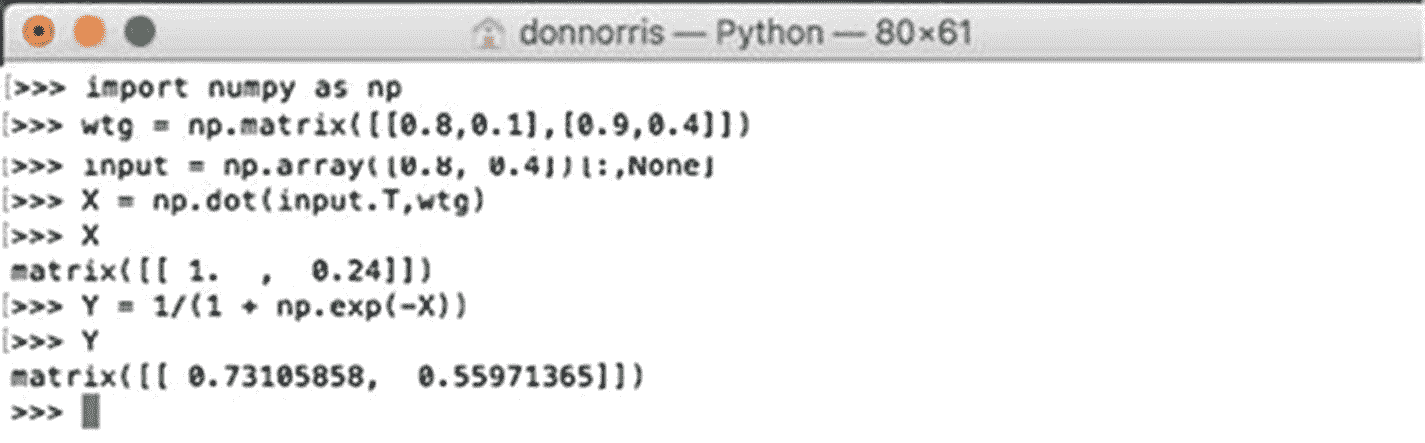 donnorris — Python — 80×61
>>> import numpy as np
>>> wtg = np.matrix([[0.8,0.1],[0.9,0.4]])
>>> input = np.array([0.8, 0.4])[:,None]
>>> X = np.dot(input.T,wtg)
>>> X
matrix([[ 1.  ,  0.24]])
>>> Y = 1/(1 + np.exp(-X))
>>> Y
matrix([[ 0.73105858,  0.55971365]])
>>>